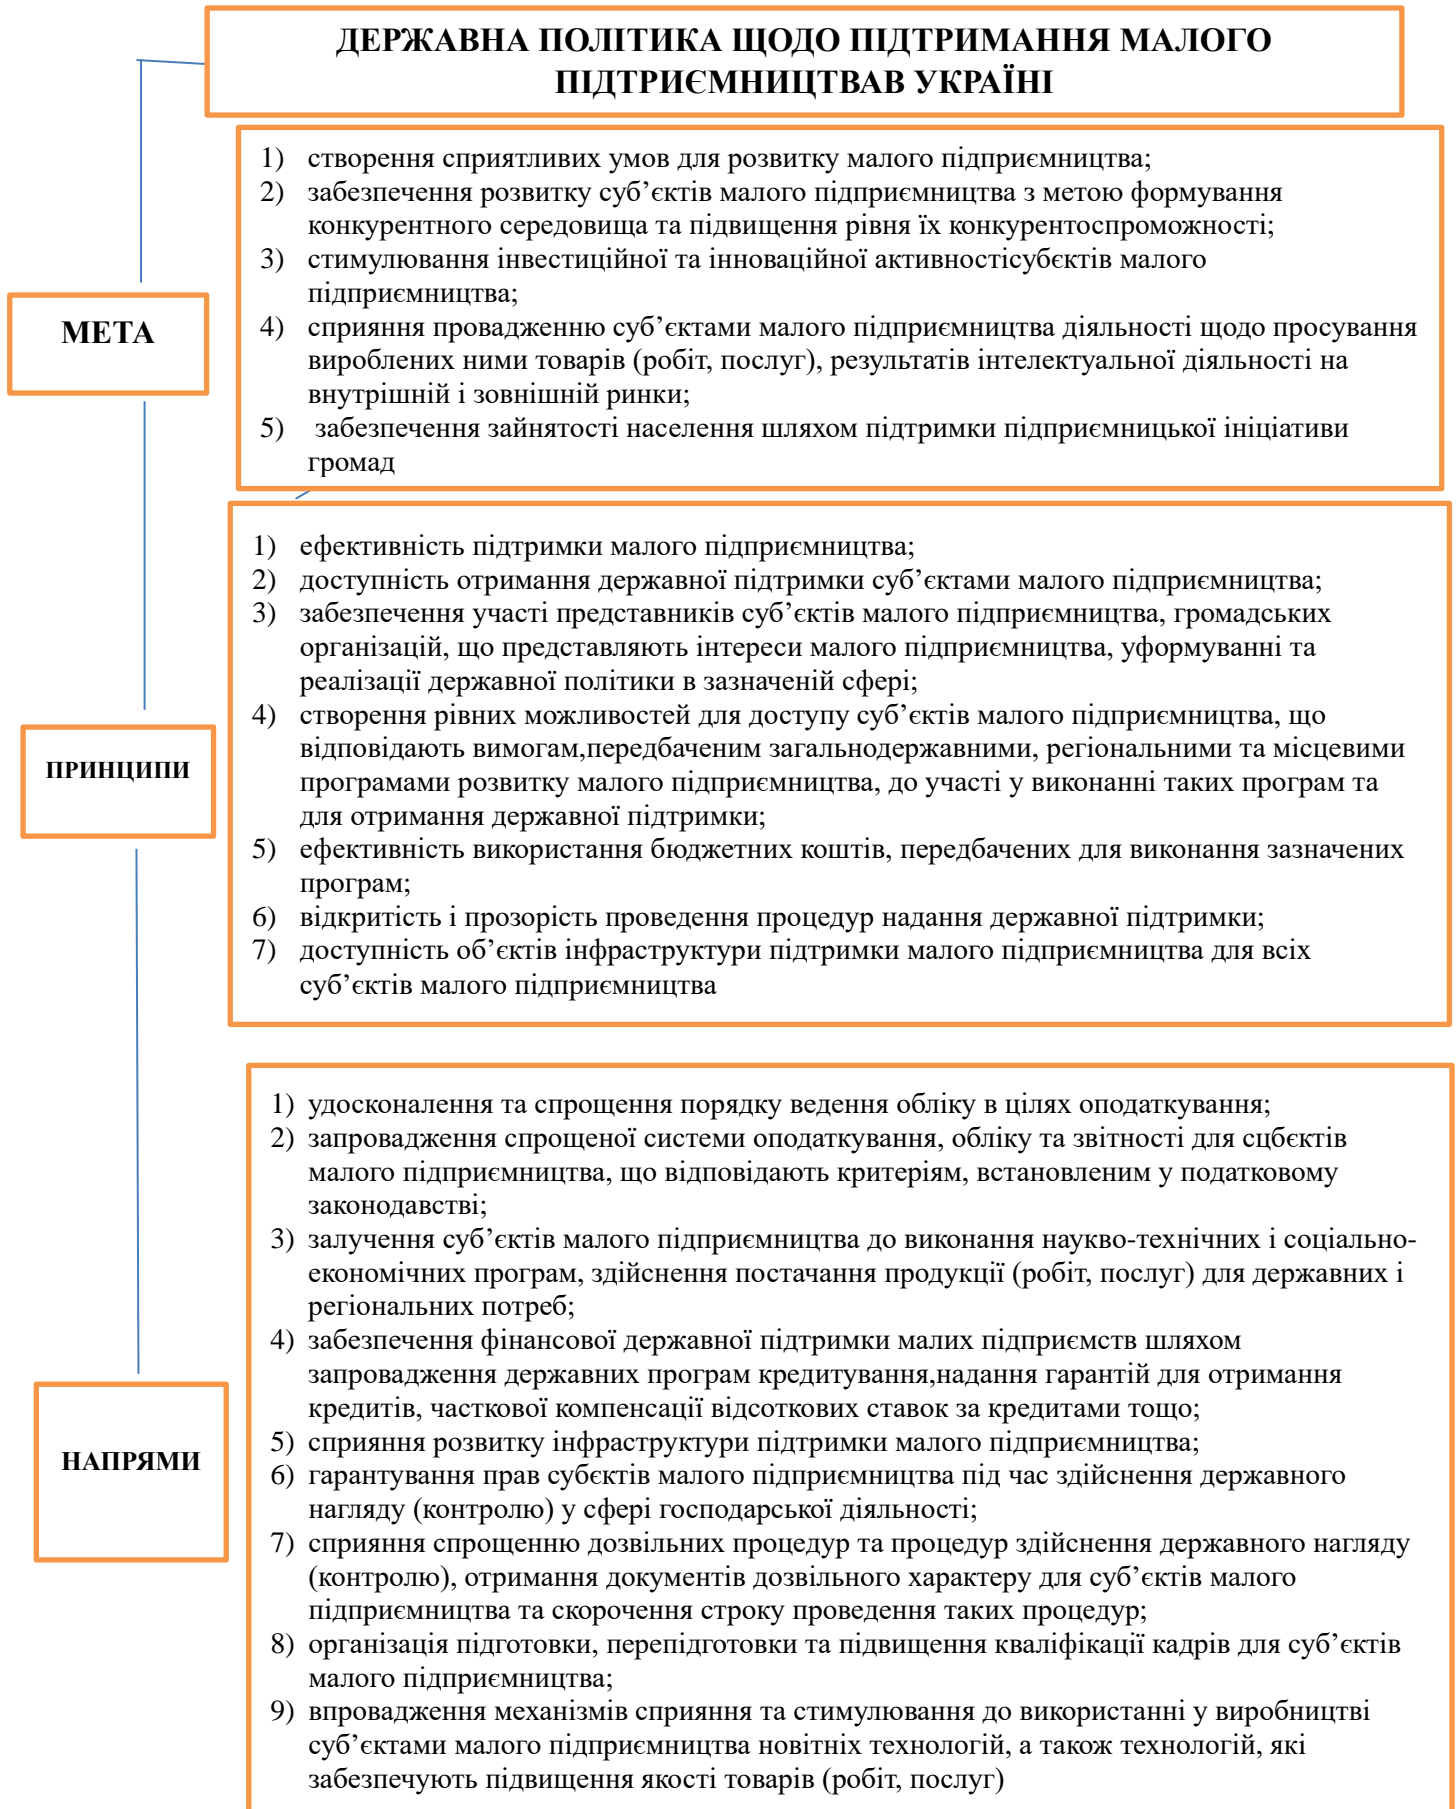 ДЕРЖАВНА ПОЛІТИКА ЩОДО ПІДТРИМАННЯ МАЛОГО
ПІДТРИЄМНИЦТВАВ УКРАЇНІ
МЕТА
1) створення сприятливих умов для розвитку малого підприємництва;
2) забезпечення розвитку суб’єктів малого підприємництва з метою формування
конкурентного середовища та підвищення рівня їх конкурентоспроможності;
3) стимулювання інвестиційної та інноваційної активностісубєктів малого
підприємництва;
4) сприяння провадженню суб’єктами малого підприємництва діяльності щодо просування
вироблених ними товарів (робіт, послуг), результатів інтелектуальної діяльності на
внутрішній і зовнішній ринки;
5) забезпечення зайнятості населення шляхом підтримки підприємницької ініціативи
громад
ПРИНЦИПИ
1) ефективність підтримки малого підприємництва;
2) доступність отримання державної підтримки суб’єктами малого підприємництва;
3) забезпечення участі представників суб’єктів малого підприємництва, громадських
організацій, що представляють інтереси малого підприємництва, уформуванні та
реалізації державної політики в зазначеній сфері;
4) створення рівних можливостей для доступу суб’єктів малого підприємництва, що
відповідають вимогам,передбаченим загальнодержавними, регіональними та місцевими
програмами розвитку малого підприємництва, до участі у виконанні таких програм та
для отримання державної підтримки;
5) ефективність використання бюджетних коштів, передбачених для виконання зазначених
програм;
6) відкритість і прозорість проведення процедур надання державної підтримки;
7) доступність об’єктів інфраструктури підтримки малого підприємництва для всіх
суб’єктів малого підприємництва
НАПРЯМИ
1) удосконалення та спрощення порядку ведення обліку в цілях оподаткування;
2) запровадження спрощеної системи оподаткування, обліку та звітності для сцбєктів
малого підприємництва, що відповідають критеріям, встановленим у податковому
законодавстві;
3) залучення суб’єктів малого підприємництва до виконання науково-технічних і соціально-
економічних програм, здійснення постачання продукції (робіт, послуг) для державних і
регіональних потреб;
4) забезпечення фінансової державної підтримки малих підприємств шляхом
запровадження державних програм кредитування,надання гарантій для отримання
кредитів, часткової компенсації відсоткових ставок за кредитами тощо;
5) сприяння розвитку інфраструктури підтримки малого підприємництва;
6) гарантування прав субєктів малого підприємництва під час здійснення державного
нагляду (контролю) у сфері господарської діяльності;
7) сприяння спрощенню дозвільних процедур та процедур здійснення державного нагляду
(контролю), отримання документів дозвільного характеру для суб’єктів малого
підприємництва та скорочення строку проведення таких процедур;
8) організація підготовки, перепідготовки та підвищення кваліфікації кадрів для суб’єктів
малого підприємництва;
9) впровадження механізмів сприяння та стимулювання до використанні у виробництві
суб’єктами малого підприємництва новітніх технологій, а також технологій, які
забезпечують підвищення якості товарів (робіт, послуг)